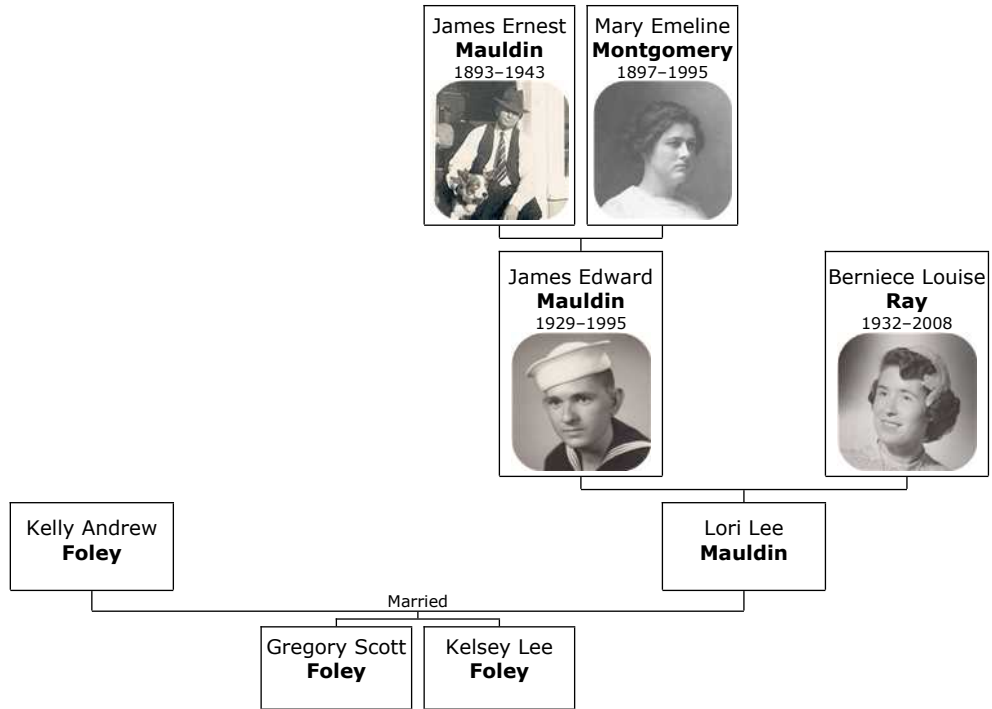 James Ernest
Mauldin
1893–1943
Mary Emeline
Montgomery
1897–1995
James Edward
Mauldin
1929–1995
Berniece Louise
Ray
1932–2008
Kelly Andrew
Foley
Lori Lee
Mauldin
Married
Gregory Scott
Foley
Kelsey Lee
Foley